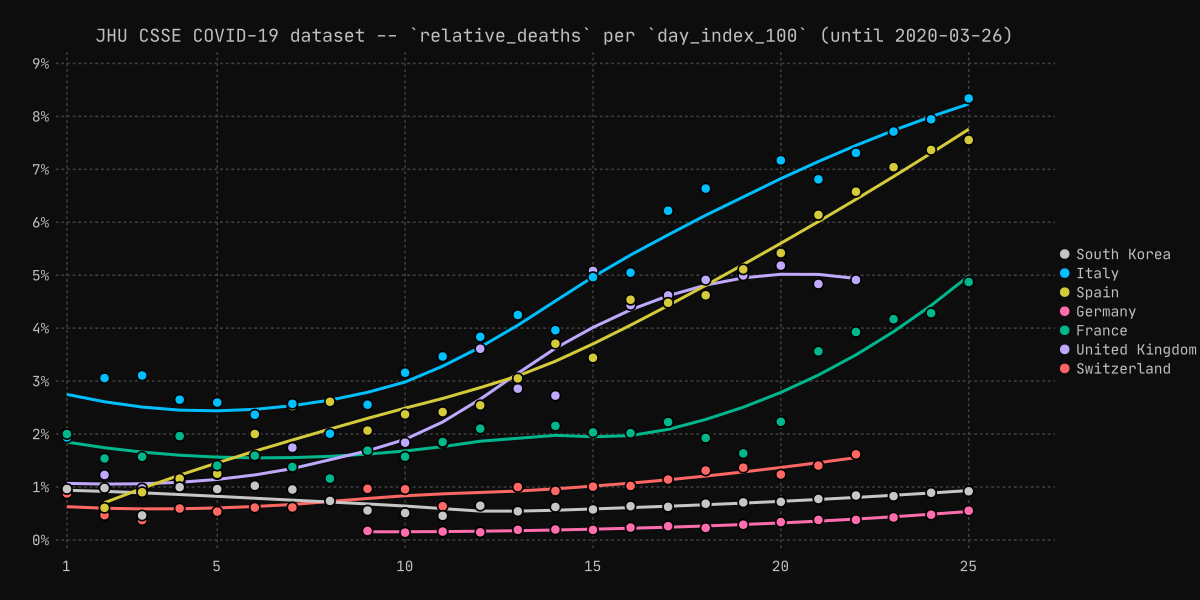 JHU CSSE COVID-19 dataset -- `relative_deaths` per `day_index_100` (until 2020-03-26)
9%
8%
7%
6%
5%
4%
3%
2%
1%
0%
1 5 10 15 20 25
South Korea
Italy
Spain
Germany
France
United Kingdom
Switzerland